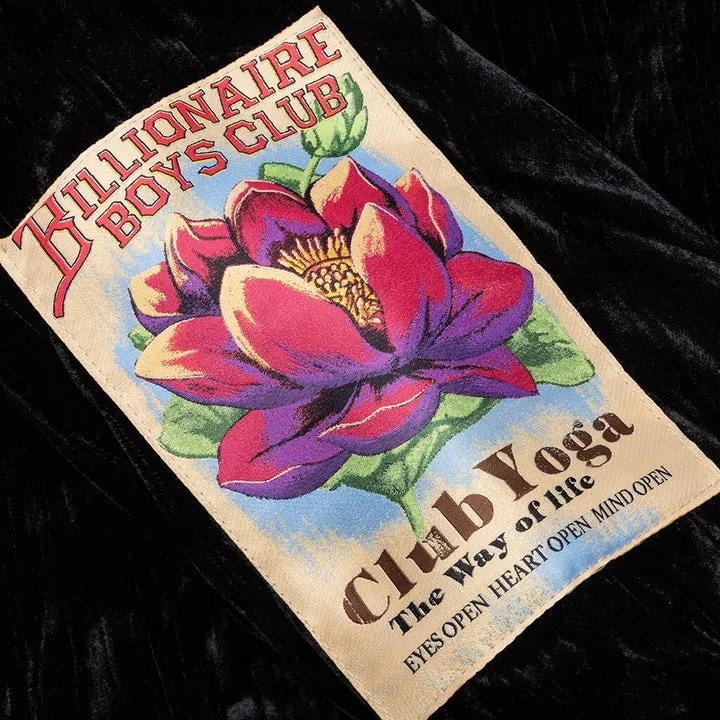 BILLIONAIRE
BOYS CLUB
Club Yoga
The Way of life
EYES OPEN HEART OPEN MIND OPEN